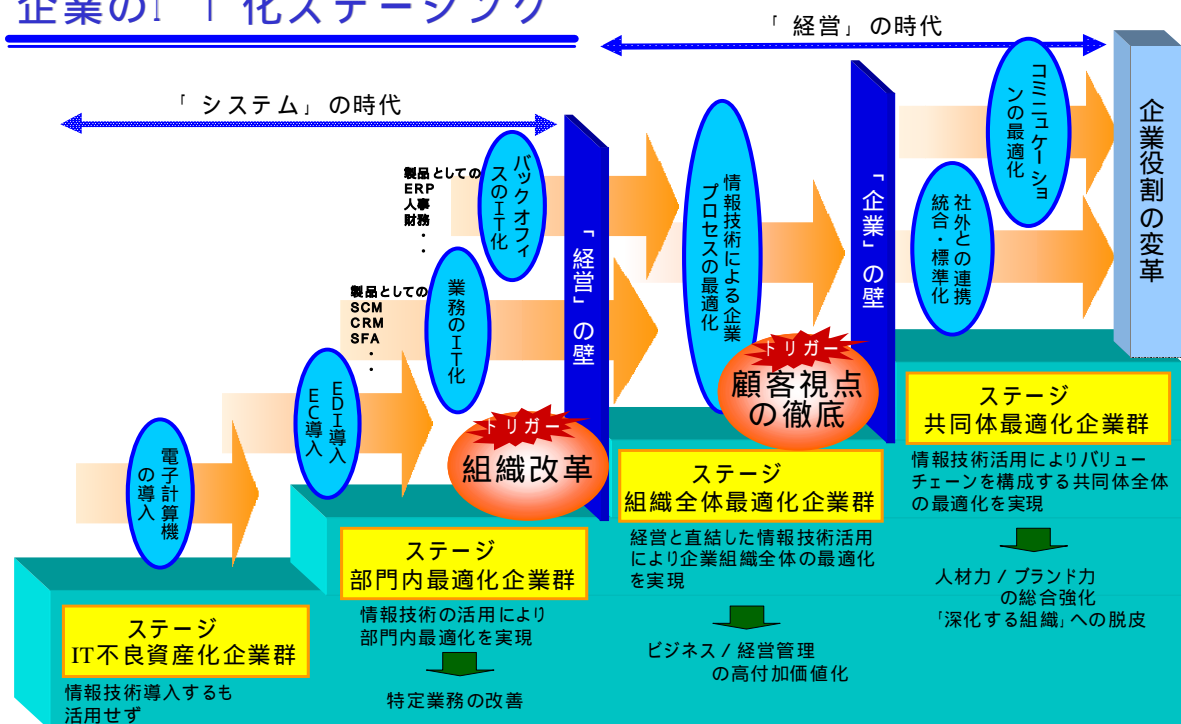 企業のIT化ステージング
「システム」の時代
「経営」の時代
電子計算機
の導入
EDI導入
EC導入
製品としての
SCM
CRM
SFA
・
・
業務のIT化
製品としての
ERP
人事
財務
・
・
バックオフィ
スのIT化
「経営」の壁
トリガー
組織改革
情報技術による企業
プロセスの最適化
「企業」の壁
トリガー
顧客視点
の徹底
社外との連携
統合・標準化
コミニュケーショ
ンの最適化
企業役割の変革
ステージ
IT不良資産化企業群
情報技術導入するも
活用せず
ステージ
部門内最適化企業群
情報技術の活用により
部門内最適化を実現
特定業務の改善
ステージ
組織全体最適化企業群
経営と直結した情報技術活用
により企業組織全体の最適化
を実現
ビジネス/経営管理
の高付加価値化
ステージ
共同体最適化企業群
情報技術活用によりバリュー
チェーンを構成する共同体全体
の最適化を実現
人材力/ブランド力
の総合強化
「深化する組織」への脱皮